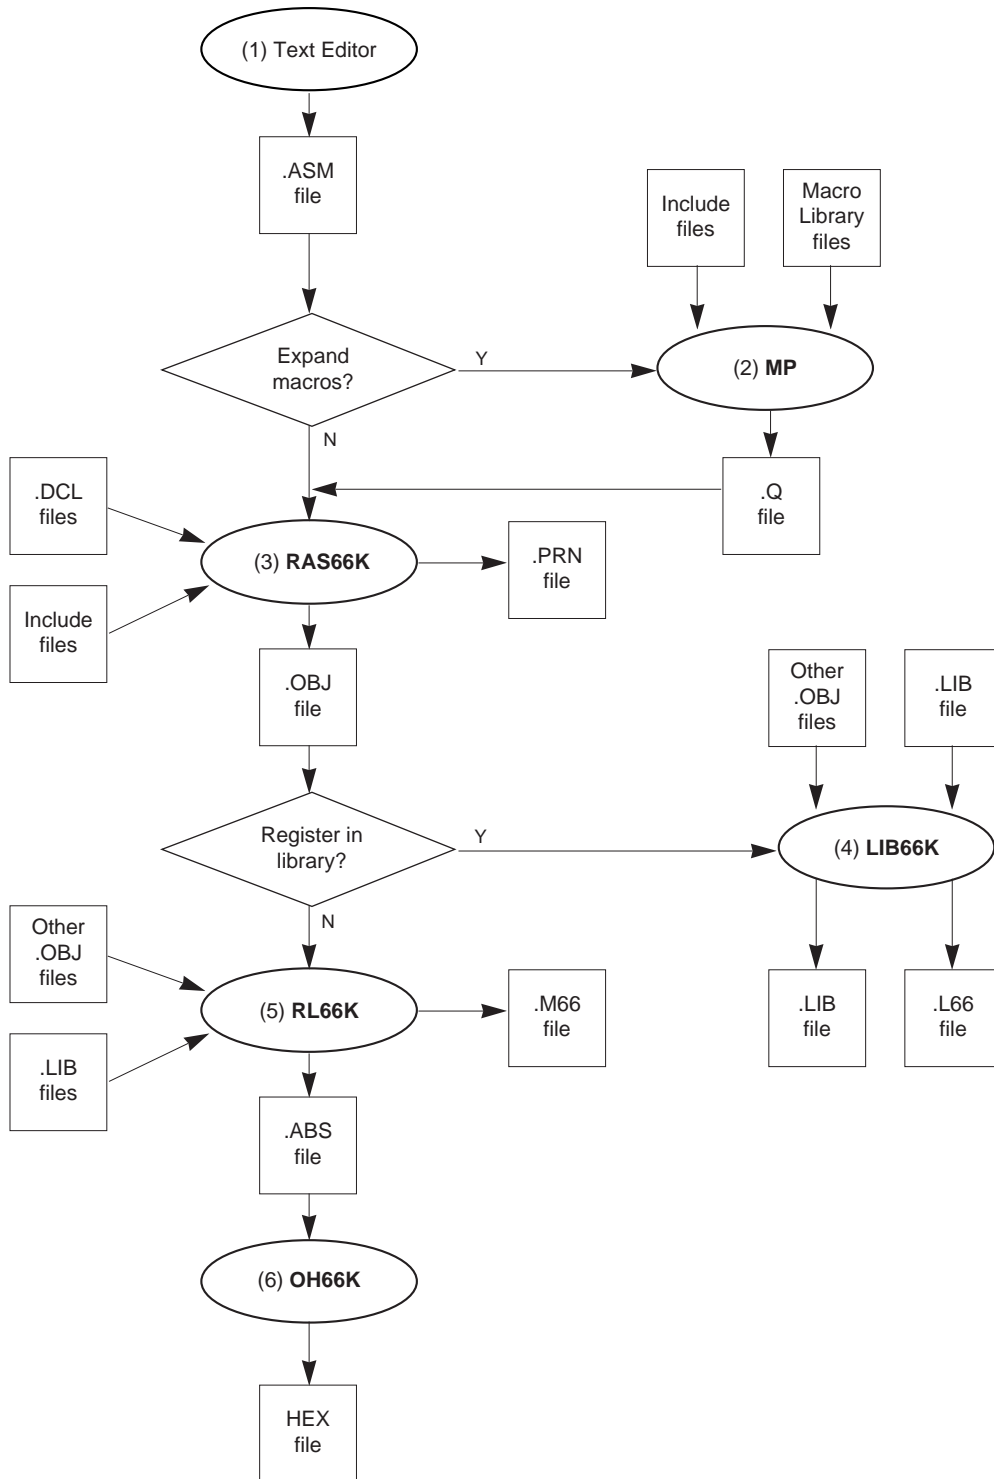 (1) Text Editor
.ASM
file
Include
files
Macro
Library
files
Expand
macros?
Y
(2) MP
N
.DCL
files
.Q
file
(3) RAS66K
.PRN
file
Include
files
.OBJ
file
Other
.OBJ
files
.LIB
file
Register in
library?
Y
(4) LIB66K
N
Other
.OBJ
files
(5) RL66K
.M66
file
.LIB
file
.L66
file
.LIB
files
.ABS
file
(6) OH66K
HEX
file